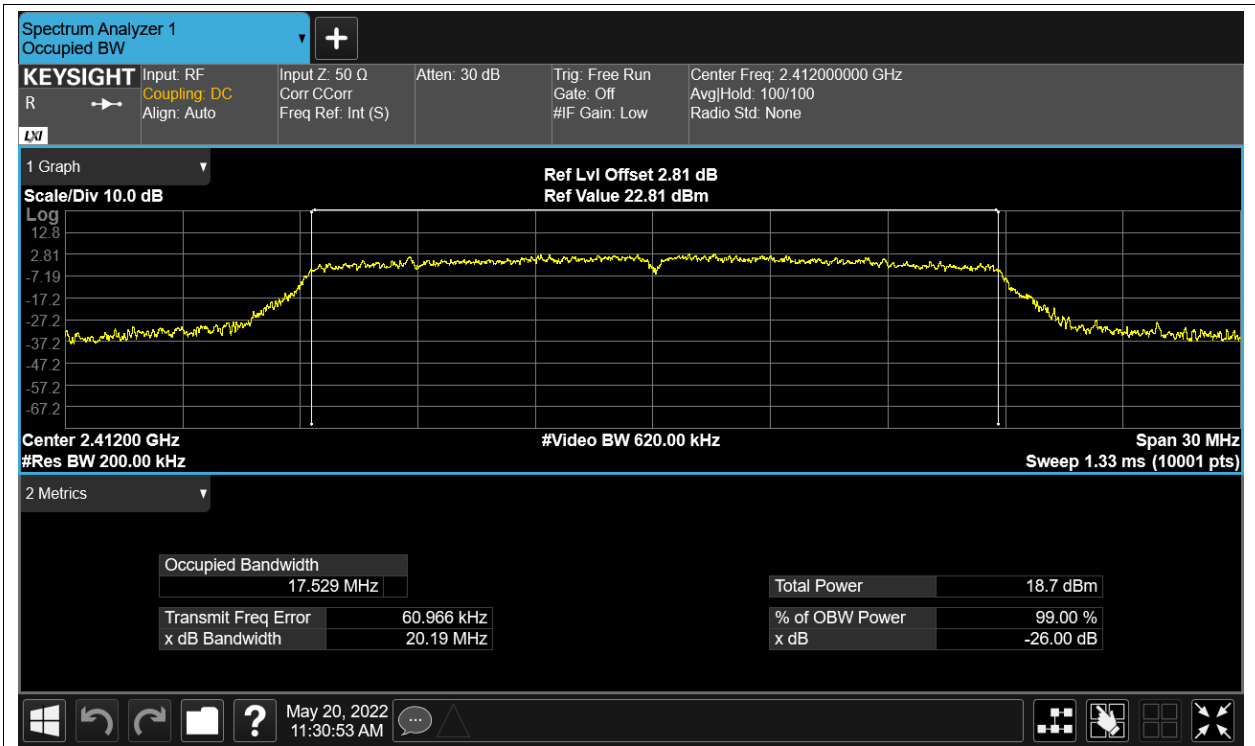 Spectrum Analyzer 1
Occupied BW
+
KEYSIGHT
R
LXI
Input: RF
Coupling: DC
Align: Auto
Input Z: 50 Ω
Corr CCorr
Freq Ref: Int (S)
Atten: 30 dB
Trig: Free Run
Gate: Off
#IF Gain: Low
Center Freq: 2.412000000 GHz
Avg|Hold: 100/100
Radio Std: None
1 Graph
Scale/Div 10.0 dB
Ref Lvl Offset 2.81 dB
Ref Value 22.81 dBm
Log
12.8
2.81
-7.19
-17.2
-27.2
-37.2
-47.2
-57.2
-67.2
Center 2.41200 GHz
#Res BW 200.00 kHz
#Video BW 620.00 kHz
Span 30 MHz
Sweep 1.33 ms (10001 pts)
2 Metrics
Occupied Bandwidth
17.529 MHz
Transmit Freq Error 60.966 kHz
x dB Bandwidth 20.19 MHz
Total Power 18.7 dBm
% of OBW Power 99.00 %
x dB -26.00 dB
?
May 20, 2022
11:30:53 AM